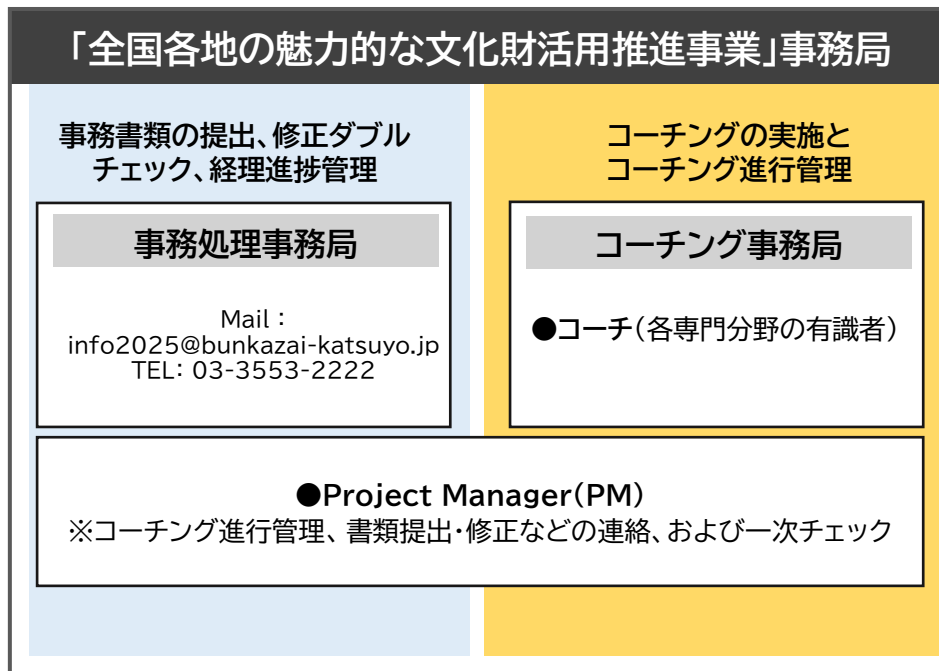 「全国各地の魅力的な文化財活用推進事業」事務局
事務書類の提出、修正ダブル
チェック、経理進捗管理
事務処理事務局
Mail：
info2025@bunkazai-katsuyo.jp
TEL：03-3553-2222
コーチングの実施と
コーチング進行管理
コーチング事務局
●コーチ（各専門分野の有識者）
●Project Manager（PM）
※コーチング進行管理、書類提出・修正などの連絡、および一次チェック